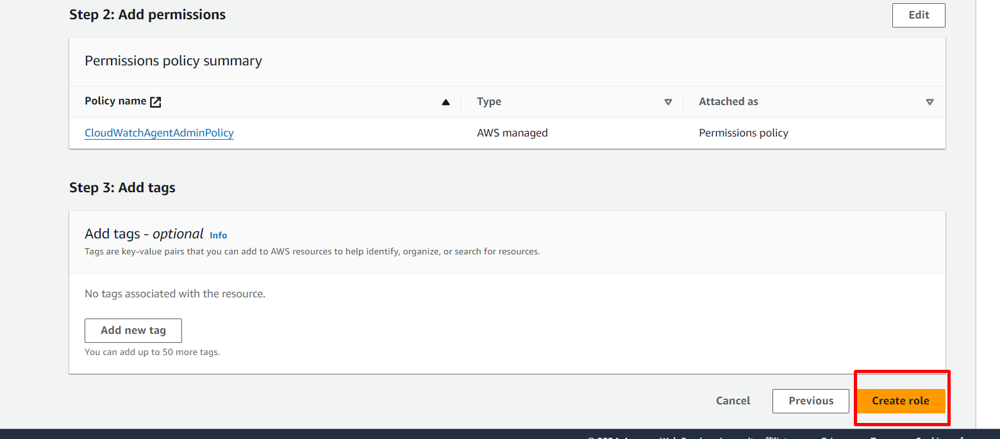 Step 2: Add permissions
Edit
Permissions policy summary
Policy name
Type
Attached as
CloudWatchAgentAdminPolicy
AWS managed
Permissions policy
Step 3: Add tags
Add tags - optional Info
Tags are key-value pairs that you can add to AWS resources to help identify, organize, or search for resources.
No tags associated with the resource.
Add new tag
You can add up to 50 more tags.
Cancel
Previous
Create role